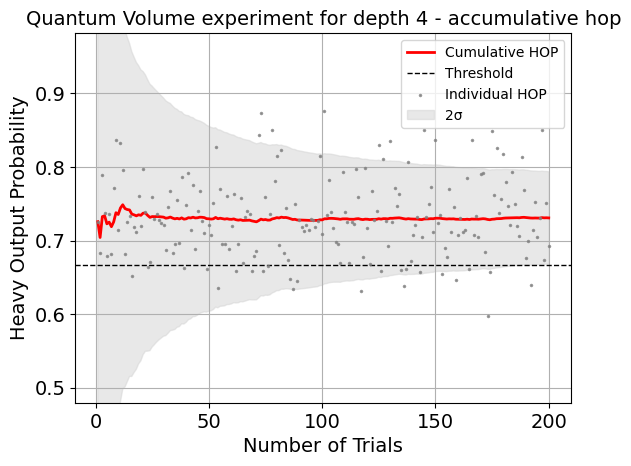 Quantum Volume experiment for depth 4 - accumulative hop
Cumulative HOP
Threshold
Individual HOP
2σ
Heavy Output Probability
0.9
0.8
0.7
0.6
0.5
0
50
100
150
200
Number of Trials